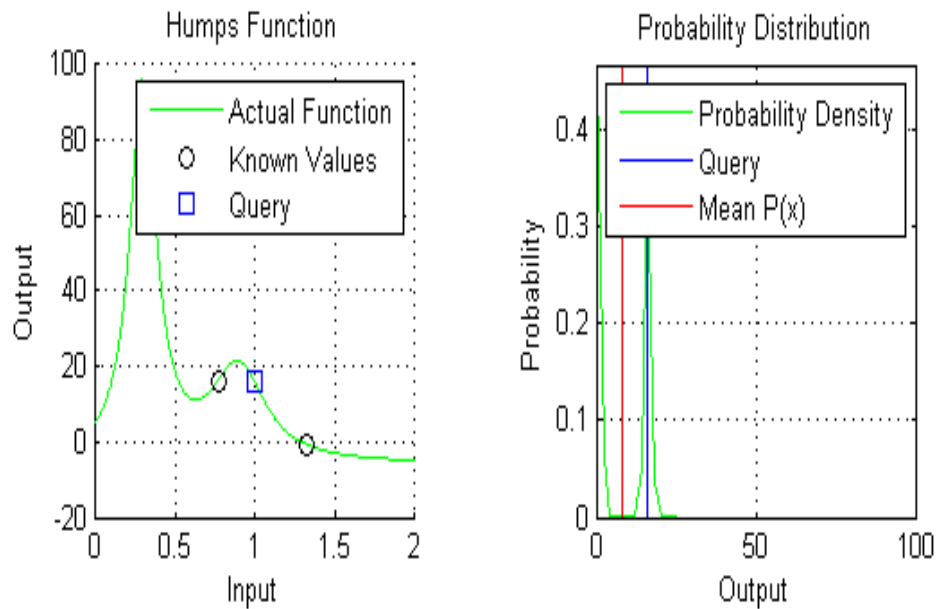 Humps Function
100
80
60
40
20
0
-20
0
0.5
1
1.5
2
Output
Input
Actual Function
Known Values
Query
Probability Distribution
0.4
0.3
0.2
0.1
0
0
50
100
Probability
Output
Probability Density
Query
Mean P(x)